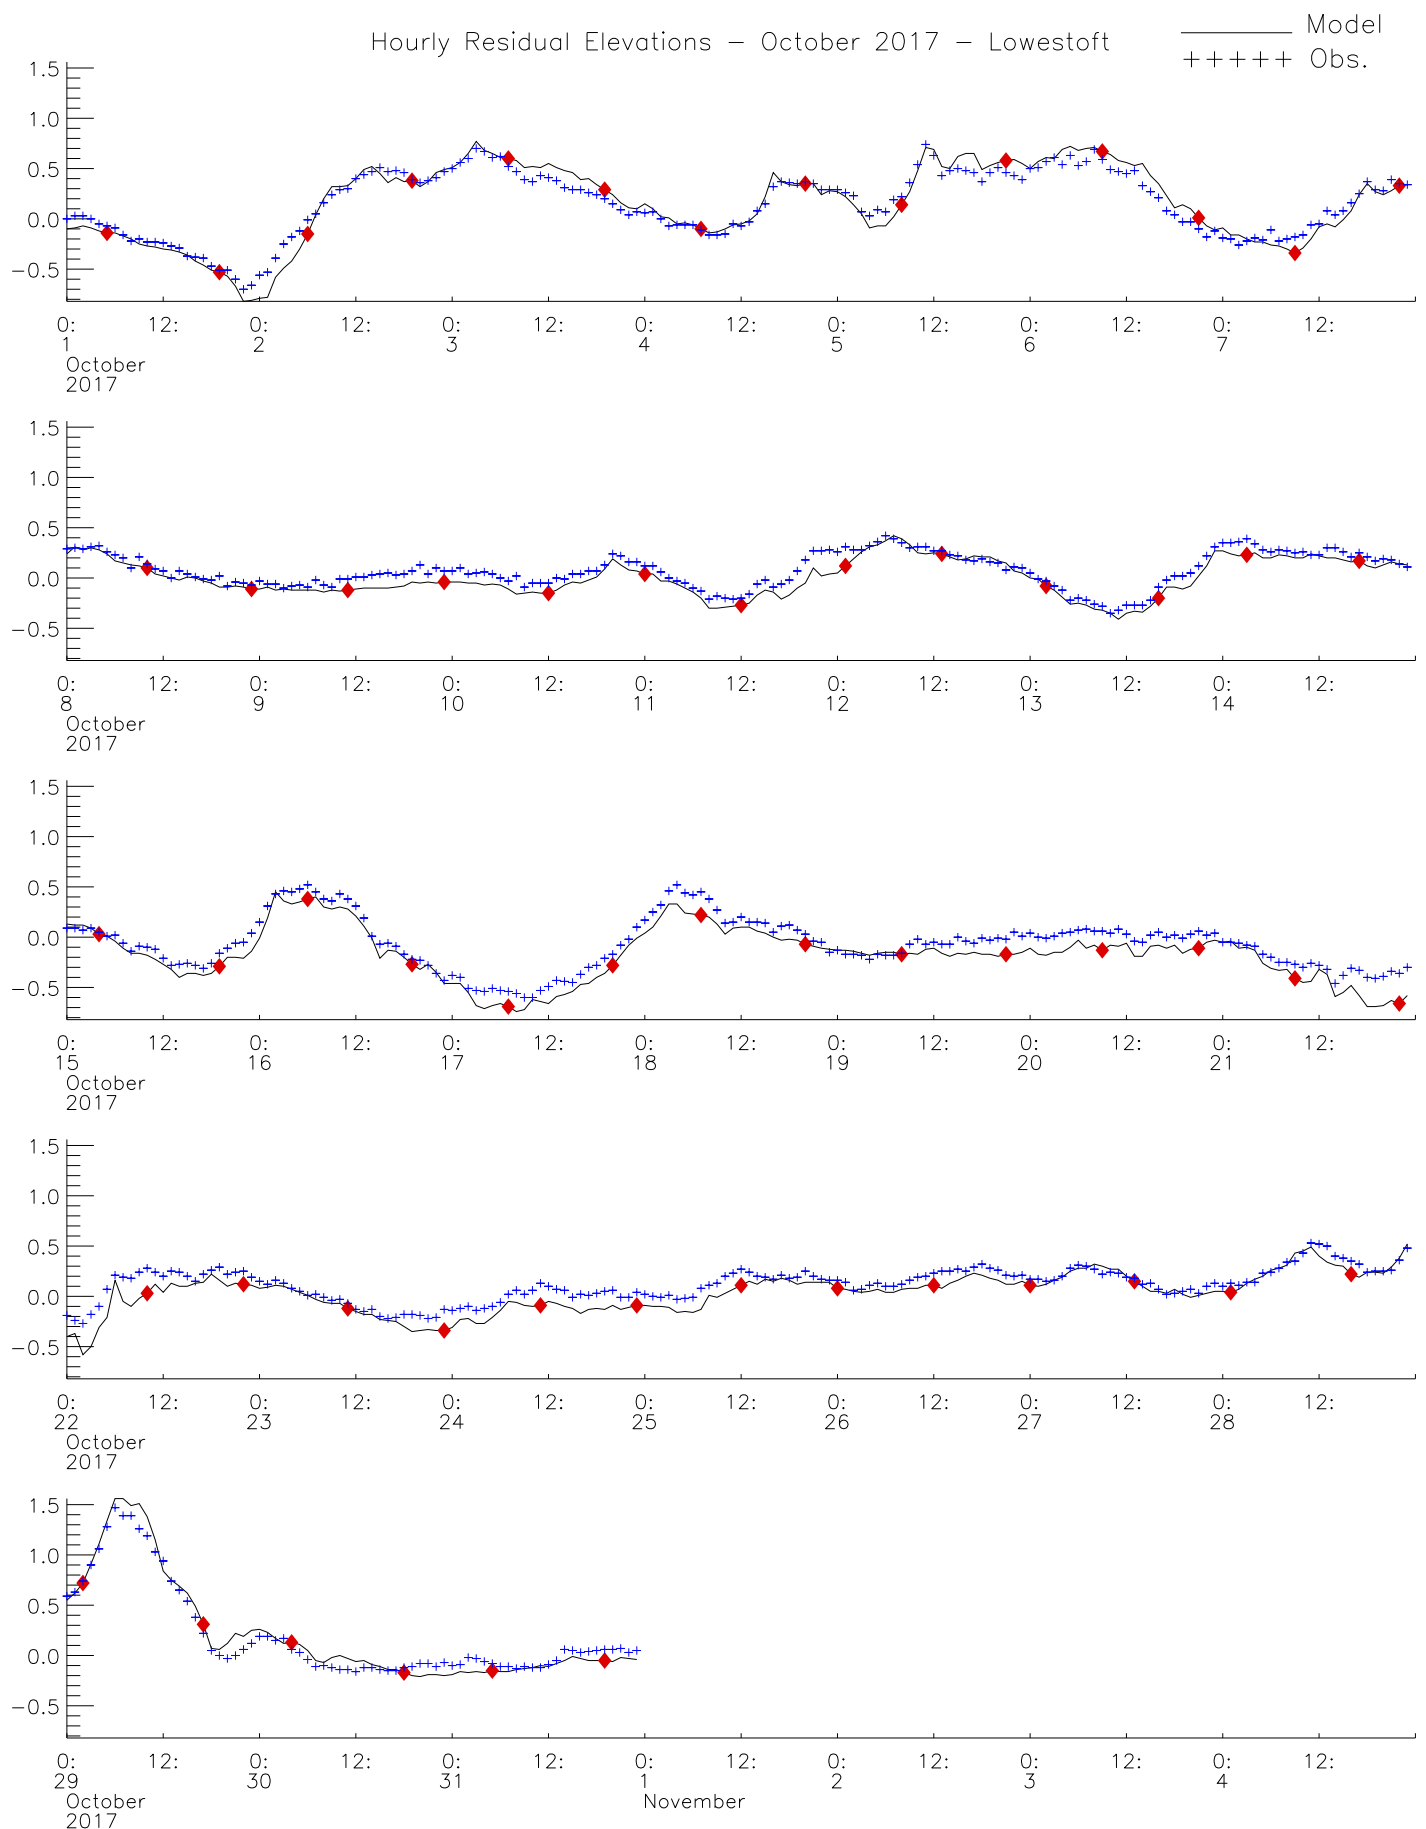 Hourly Residual Elevations – October 2017 – Lowestoft
Model
+++++ Obs.
1.5
1.0
0.5
0.0
−0.5
0: 12: 0: 12: 0: 12: 0: 12: 0: 12: 0: 12: 0: 12:
1 2 3 4 5 6 7
October
2017
1.5
1.0
0.5
0.0
−0.5
0: 12: 0: 12: 0: 12: 0: 12: 0: 12: 0: 12: 0: 12:
8 9 10 11 12 13 14
October
2017
1.5
1.0
0.5
0.0
−0.5
0: 12: 0: 12: 0: 12: 0: 12: 0: 12: 0: 12: 0: 12:
15 16 17 18 19 20 21
October
2017
1.5
1.0
0.5
0.0
−0.5
0: 12: 0: 12: 0: 12: 0: 12: 0: 12: 0: 12: 0: 12:
22 23 24 25 26 27 28
October
2017
1.5
1.0
0.5
0.0
−0.5
0: 12: 0: 12: 0: 12: 0: 12: 0: 12: 0: 12: 0: 12:
29 30 31 1 2 3 4
October November
2017